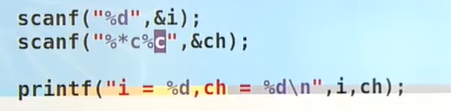 scanf("%d",&i);
scanf("%*c%c",&ch);
printf("i = %d,ch = %d\n",i,ch);